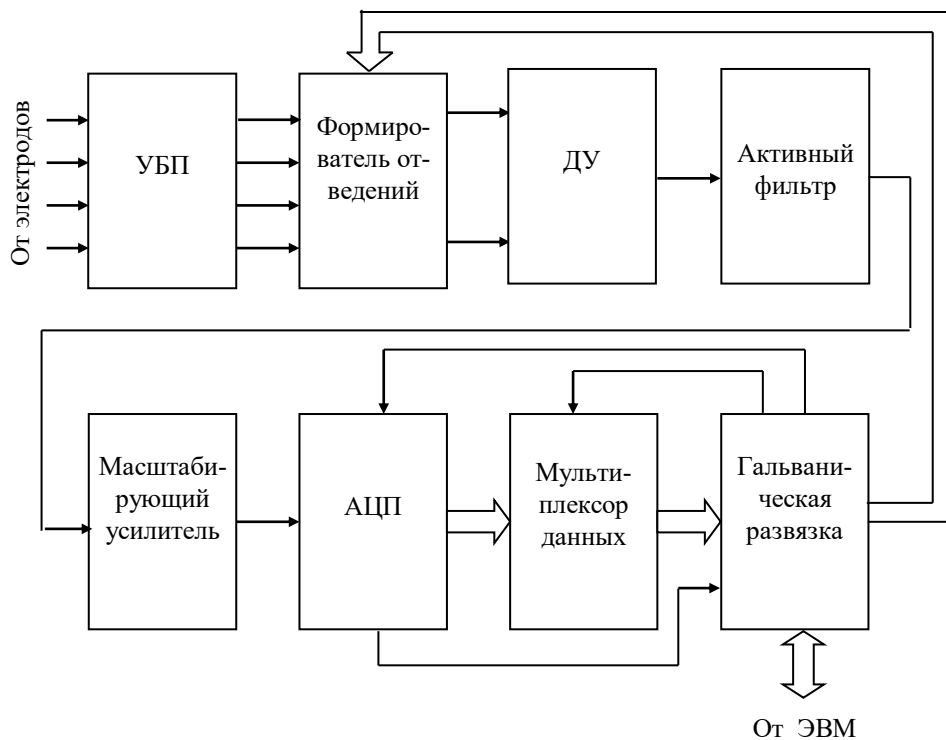 От электродов
УБП
Формиро-
ватель от-
ведений
ДУ
Активный
фильтр
Масштаби-
рующий
усилитель
АЦП
Мульти-
плексор
данных
Гальвани-
ческая
развязка
От ЭВМ